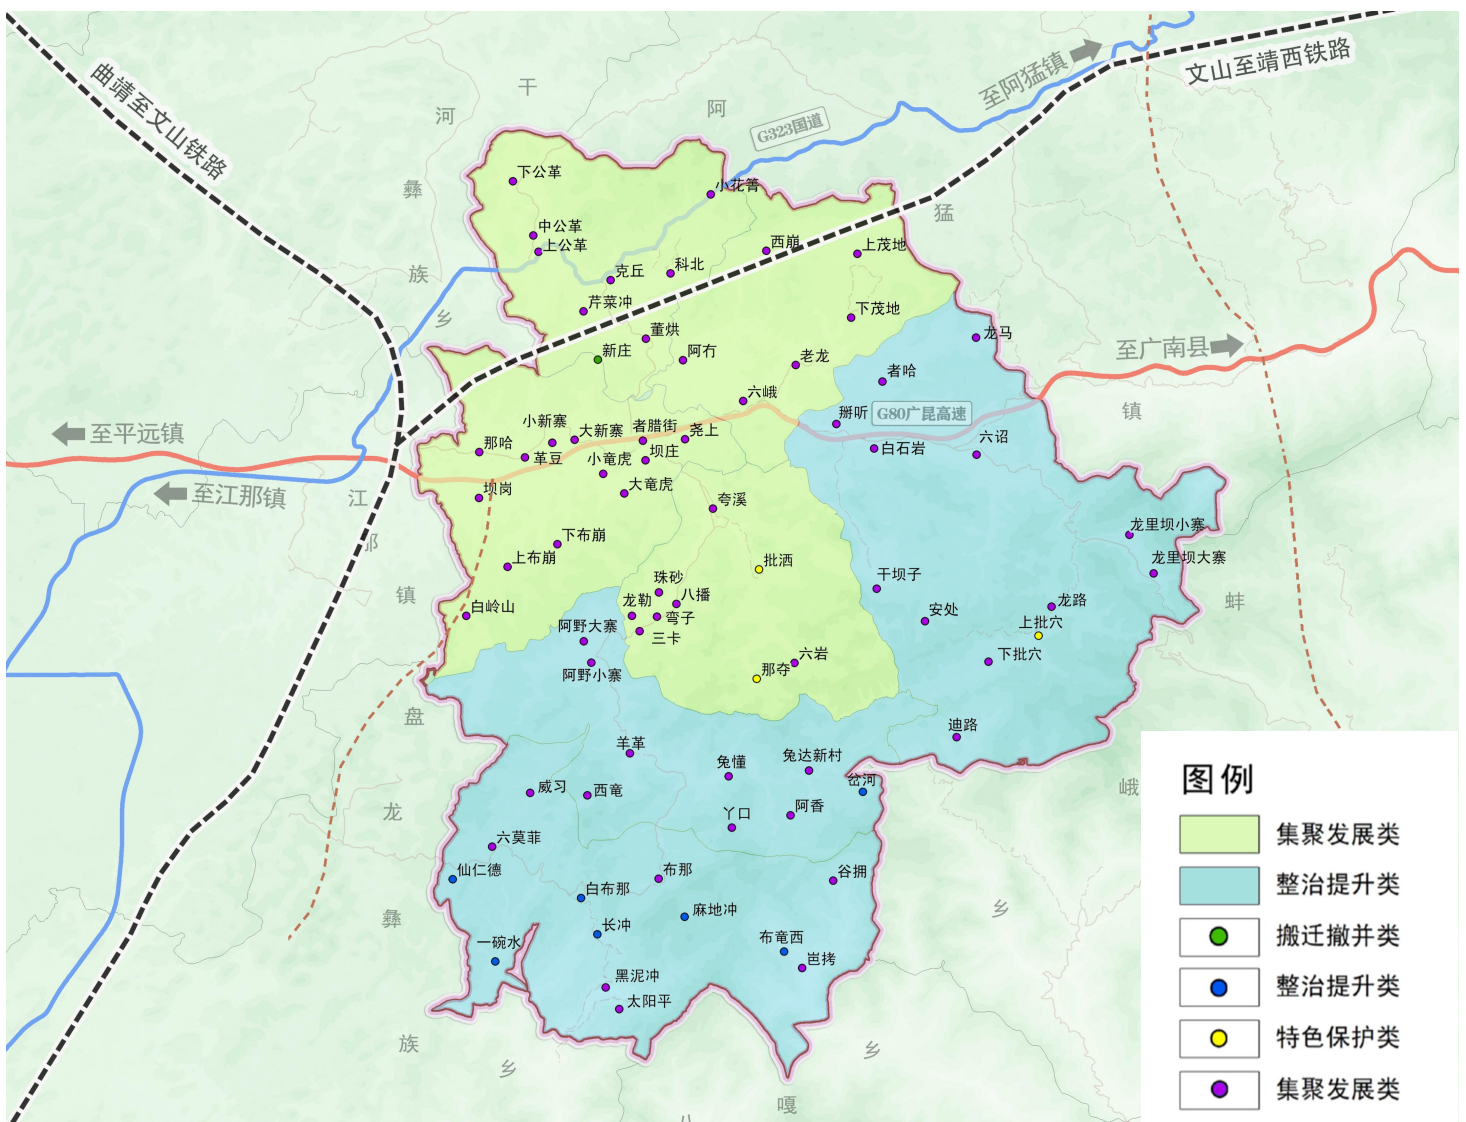 曲靖至文山铁路
干
河
阿
G323国道
至阿猛镇
文山至靖西铁路
下公革
彝
小花箐
猛
中公革
上公革
西崩
上茂地
族
克丘
科北
芹菜冲
下茂地
乡
董烘
龙马
新庄
阿冇
老龙
至广南县
者哈
六峨
镇
掰听
G80广昆高速
小新寨
大新寨
者腊街
尧上
至平远镇
那哈
六诏
革豆
小竜虎
坝庄
白石岩
坝岗
大竜虎
至江那镇
江
夸溪
龙里坝小寨
下布崩
那
上布崩
批洒
龙里坝大寨
珠砂
干坝子
镇
龙勒
八播
白岭山
弯子
安处
龙路
蚌
阿野大寨
三卡
上批穴
阿野小寨
六岩
下批穴
那夺
盘
迪路
羊革
兔懂
兔达新村
岔河
峨
图例
威习
西竜
阿香
龙
丫口
集聚发展类
六莫菲
仙仁德
布那
谷拥
整治提升类
白布那
麻地冲
乡
彝
长冲
布竜西
搬迁撤并类
一碗水
岜拷
黑泥冲
整治提升类
太阳平
族
乡
乡
特色保护类
集聚发展类
嘎